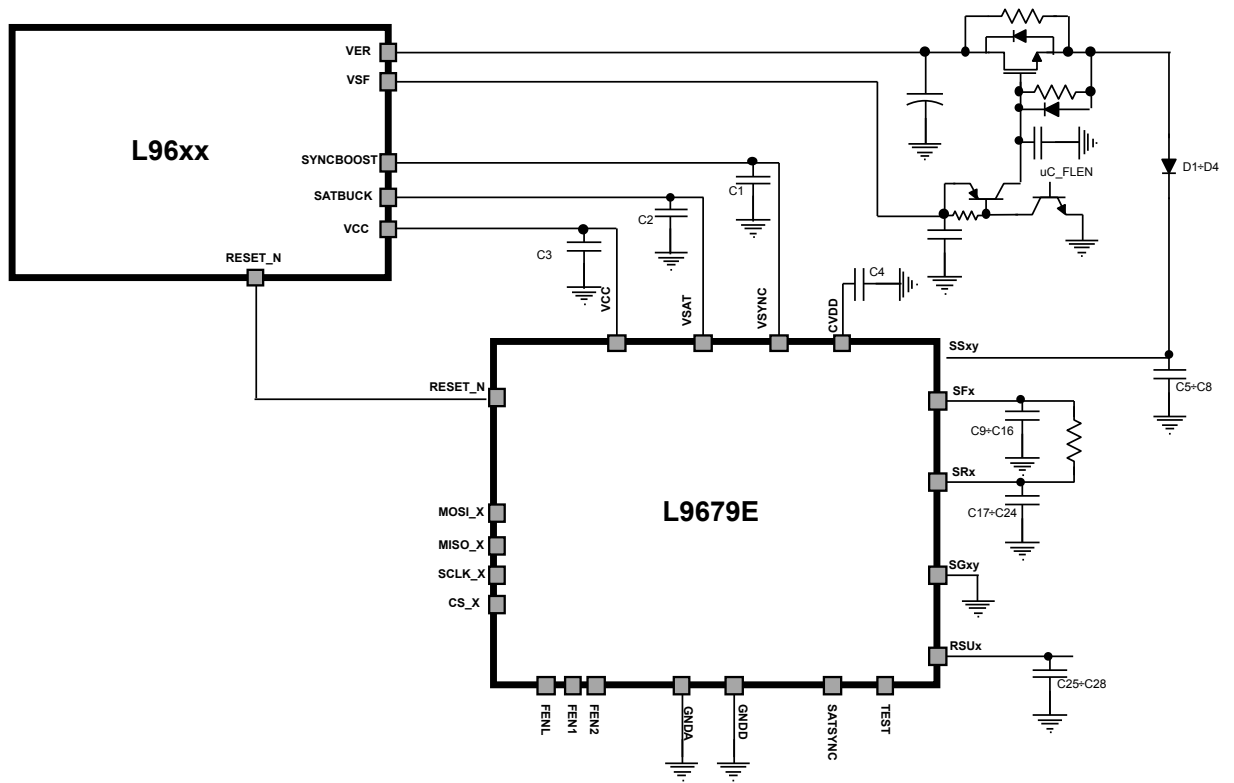 L96xx
VER
VSF
SYNCBOOST
SATBUCK
VCC
RESET_N
C1
C2
C3
uC_FLEN
D1÷D4
VCC
VSAT
VSYNC
CVDD
C4
L9679E
RESET_N
MOSI_X
MISO_X
SCLK_X
CS_X
SSxy
C5÷C8
SFx
C9÷C16
SRx
C17÷C24
SGxy
RSUx
C25÷C28
FENL
FEN1
FEN2
GNDA
GNDD
SATSYNC
TEST